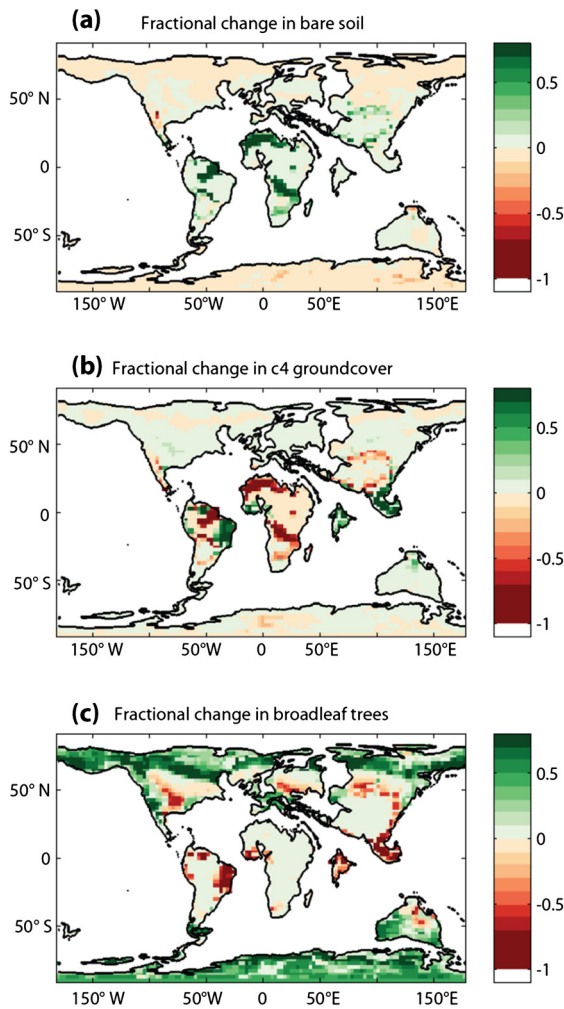 (a) Fractional change in bare soil
50° N
0
50° S
150° W 50°W 0 50°E 150°E
0.5
0
-0.5
-1
(b) Fractional change in c4 groundcover
50° N
0
50° S
150° W 50°W 0 50°E 150°E
0.5
0
-0.5
-1
(c) Fractional change in broadleaf trees
50° N
0
50° S
150° W 50°W 0 50°E 150°E
0.5
0
-0.5
-1